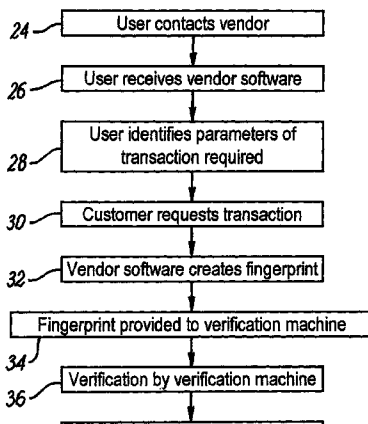 24
User contacts vendor
26
User receives vendor software
28
User identifies parameters of
transaction required
30
Customer requests transaction
32
Vendor software creates fingerprint
Fingerprint provided to verification machine
34
Verification by verification machine
36